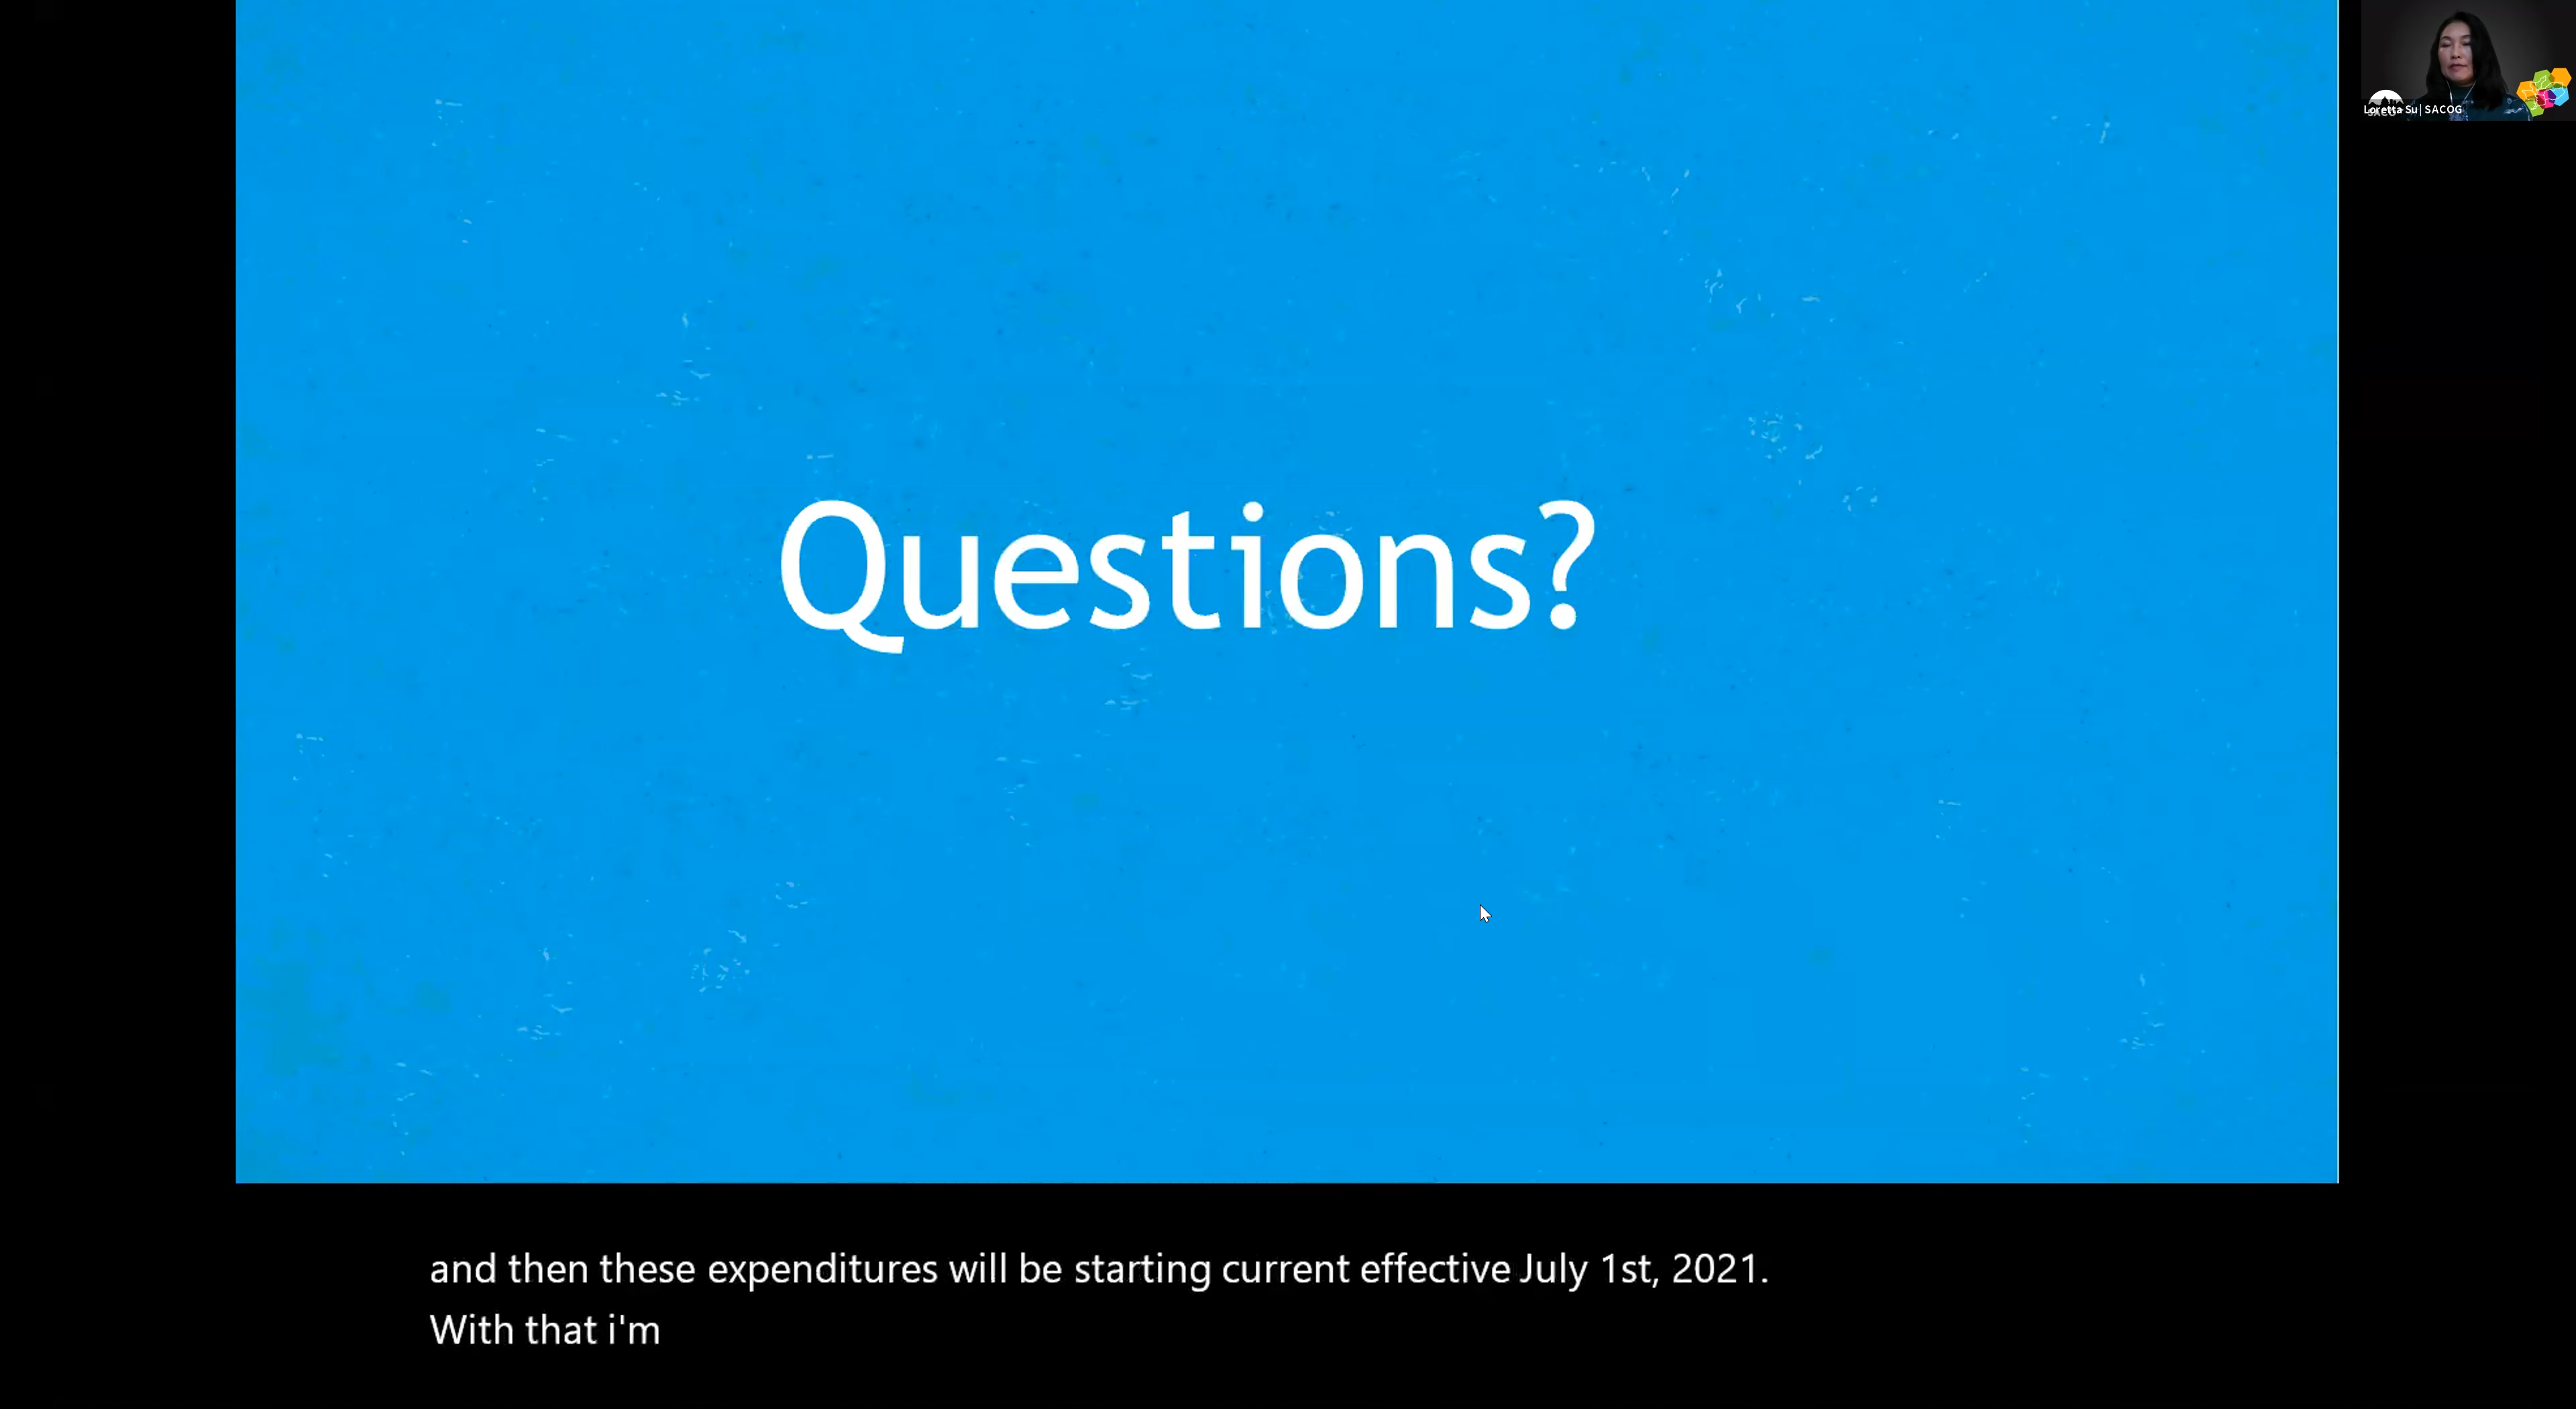 Loretta Su | SACOG
Questions?
and then these expenditures will be starting current effective July 1st, 2021.
With that i'm